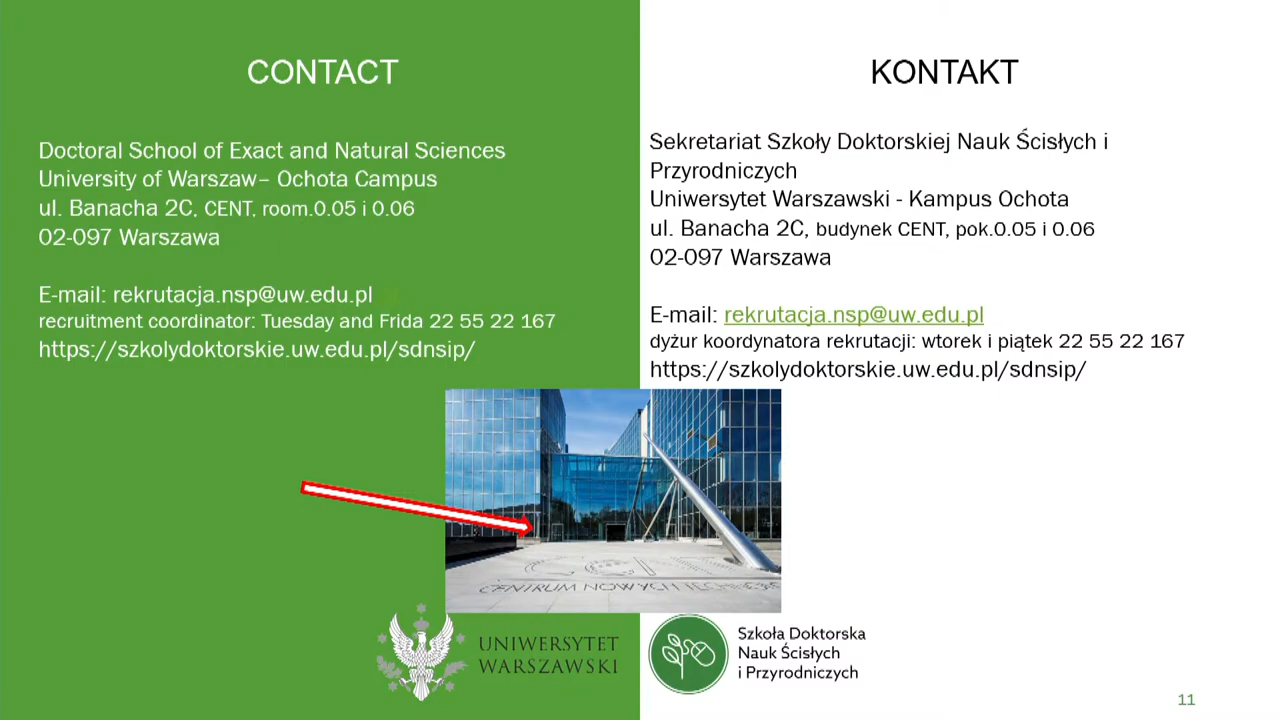 CONTACT
Doctoral School of Exact and Natural Sciences
University of Warszaw– Ochota Campus
ul. Banacha 2C, CENT, room.0.05 i 0.06
02-097 Warszawa
E-mail: rekrutacja.nsp@uw.edu.pl
recruitment coordinator: Tuesday and Frida 22 55 22 167
https://szkolydoktorskie.uw.edu.pl/sdnsip/
KONTAKT
Sekretariat Szkoły Doktorskiej Nauk Ścisłych i
Przyrodniczych
Uniwersytet Warszawski - Kampus Ochota
ul. Banacha 2C, budynek CENT, pok.0.05 i 0.06
02-097 Warszawa
E-mail: rekrutacja.nsp@uw.edu.pl
dyżur koordynatora rekrutacji: wtorek i piątek 22 55 22 167
https://szkolydoktorskie.uw.edu.pl/sdnsip/
CENTRUM NOWYCH
UNIWERSYTET
WARSZAWSKI
Szkoła Doktorska
Nauk Ścisłych
i Przyrodniczych
11